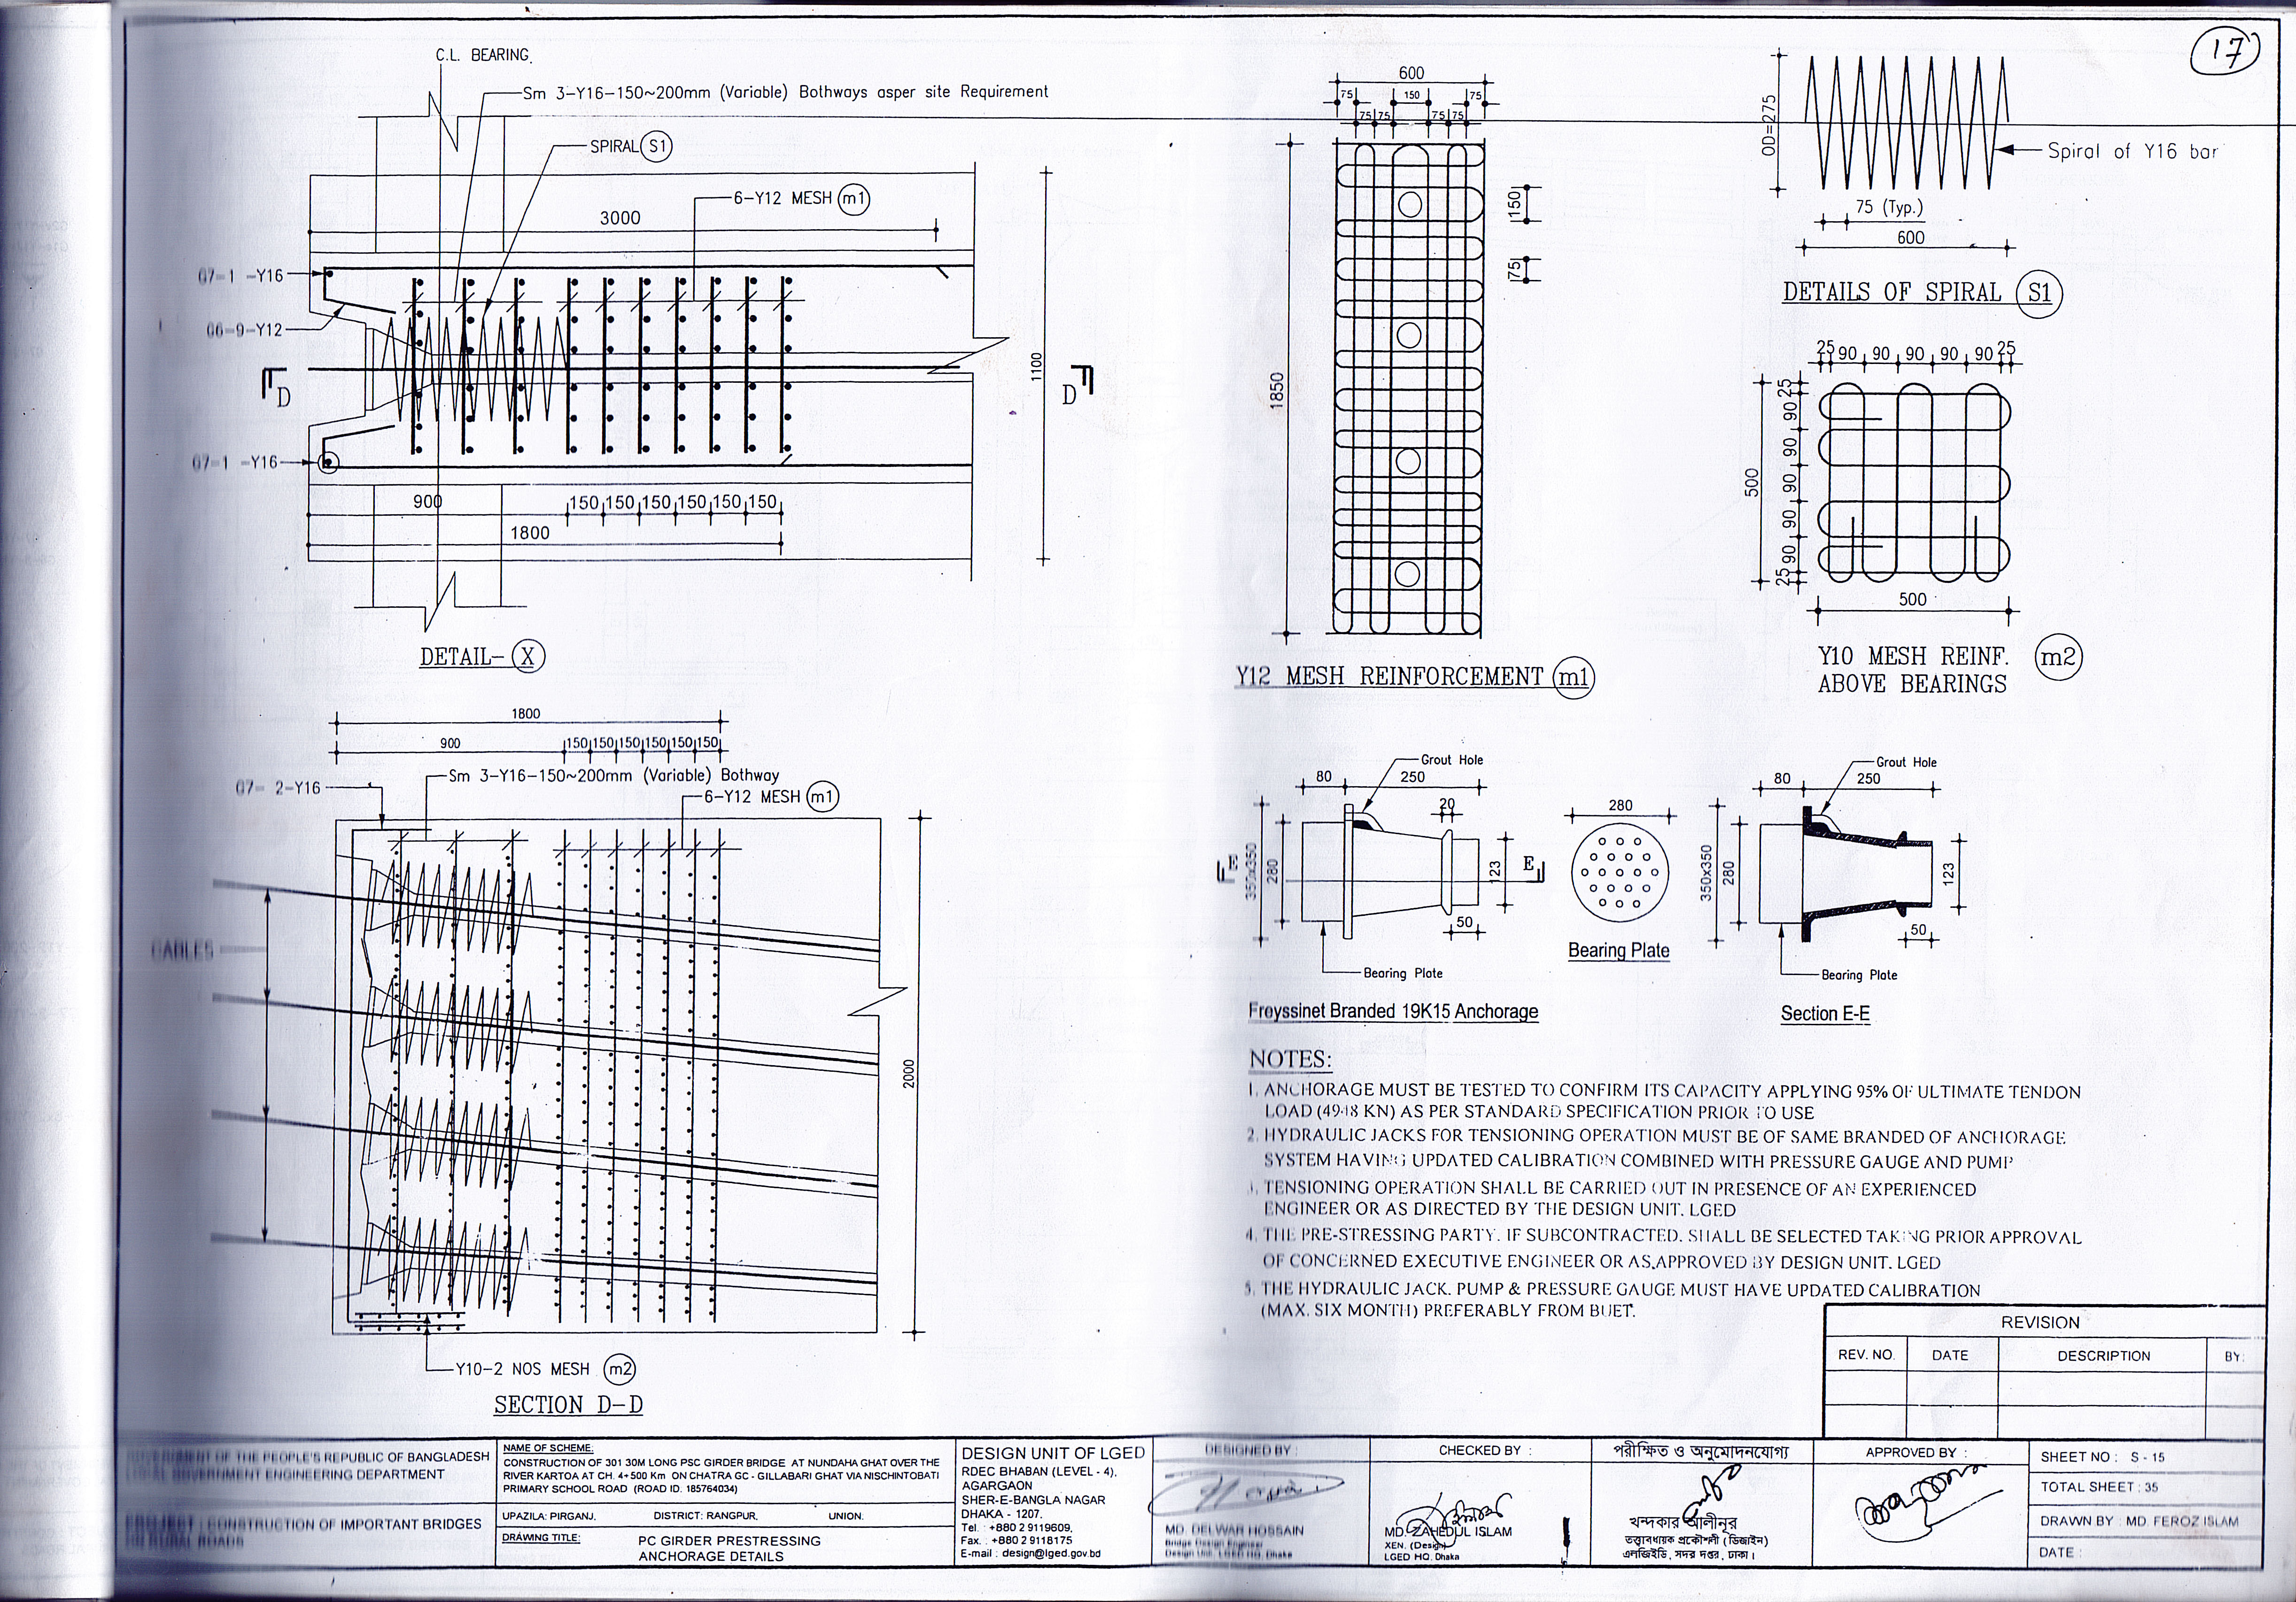 17
C.L. BEARING
Sm 3-Y16-150~200mm (Variable) Bothways asper site Requirement
SPIRAL S1
6-Y12 MESH m1
3000
G7-1 -Y16
G6-9-Y12
D
D
1100
G7-1 -Y16
900
150 150 150 150 150 150
1800
DETAIL- X
600
75 150 75
75 75 75 75
150
75
1850
Y12 MESH REINFORCEMENT m1
OD=275
Spiral of Y16 bar
75 (Typ.)
600
DETAILS OF SPIRAL S1
25 90 90 90 90 90 25
25 90 90 90 90 90 25
500
500
Y10 MESH REINF. m2
ABOVE BEARINGS
1800
900 150 150 150 150 150 150
Sm 3-Y16-150~200mm (Variable) Bothway
G7- 2-Y16
6-Y12 MESH m1
CABLES
2000
Y10-2 NOS MESH m2
SECTION D-D
Grout Hole
80 250
20
E E
350x350
280
123
50
Bearing Plate
Freyssinet Branded 19K15 Anchorage
280
Bearing Plate
Grout Hole
80 250
350x350
280
123
50
Bearing Plate
Section E-E
NOTES:
1. ANCHORAGE MUST BE TESTED TO CONFIRM ITS CAPACITY APPLYING 95% OF ULTIMATE TENDON
LOAD (4948 KN) AS PER STANDARD SPECIFICATION PRIOR TO USE
2. HYDRAULIC JACKS FOR TENSIONING OPERATION MUST BE OF SAME BRANDED OF ANCHORAGE
SYSTEM HAVING UPDATED CALIBRATION COMBINED WITH PRESSURE GAUGE AND PUMP
3. TENSIONING OPERATION SHALL BE CARRIED OUT IN PRESENCE OF AN EXPERIENCED
ENGINEER OR AS DIRECTED BY THE DESIGN UNIT. LGED
4. THE PRE-STRESSING PARTY. IF SUBCONTRACTED. SHALL BE SELECTED TAKING PRIOR APPROVAL
OF CONCERNED EXECUTIVE ENGINEER OR AS.APPROVED BY DESIGN UNIT. LGED
5. THE HYDRAULIC JACK. PUMP & PRESSURE GAUGE MUST HAVE UPDATED CALIBRATION
(MAX. SIX MONTH) PREFERABLY FROM BUET.
REVISION
REV. NO. DATE DESCRIPTION BY:
GOVERNMENT OF THE PEOPLE'S REPUBLIC OF BANGLADESH
LOCAL GOVERNMENT ENGINEERING DEPARTMENT
PROJECT : CONSTRUCTION OF IMPORTANT BRIDGES
ON RURAL ROADS
NAME OF SCHEME:
CONSTRUCTION OF 301 30M LONG PSC GIRDER BRIDGE AT NUNDAHA GHAT OVER THE
RIVER KARTOA AT CH. 4+500 Km ON CHATRA GC - GILLABARI GHAT VIA NISCHINTOBATI
PRIMARY SCHOOL ROAD (ROAD ID. 185764034)
UPAZILA: PIRGANJ. DISTRICT: RANGPUR. UNION.
DRAWING TITLE: PC GIRDER PRESTRESSING
ANCHORAGE DETAILS
DESIGN UNIT OF LGED
RDEC BHABAN (LEVEL - 4),
AGARGAON
SHER-E-BANGLA NAGAR
DHAKA - 1207.
Tel. : +880 2 9119609,
Fax. : +880 2 9118175
E-mail : design@lged.gov.bd
DESIGNED BY :
MD. DELWAR HOSSAIN
Bridge Design Engineer
Design Unit, LGED HQ, Dhaka
CHECKED BY :
MD. ZAHEDUL ISLAM
XEN. (Design)
LGED HQ. Dhaka
পরীক্ষিত ও অনুমোদনযোগ্য
খন্দকার আলীনূর
তত্ত্বাবধায়ক প্রকৌশলী (ডিজাইন)
এলজিইডি, সদর দপ্তর, ঢাকা।
APPROVED BY :
SHEET NO : S - 15
TOTAL SHEET : 35
DRAWN BY : MD. FEROZ ISLAM
DATE :